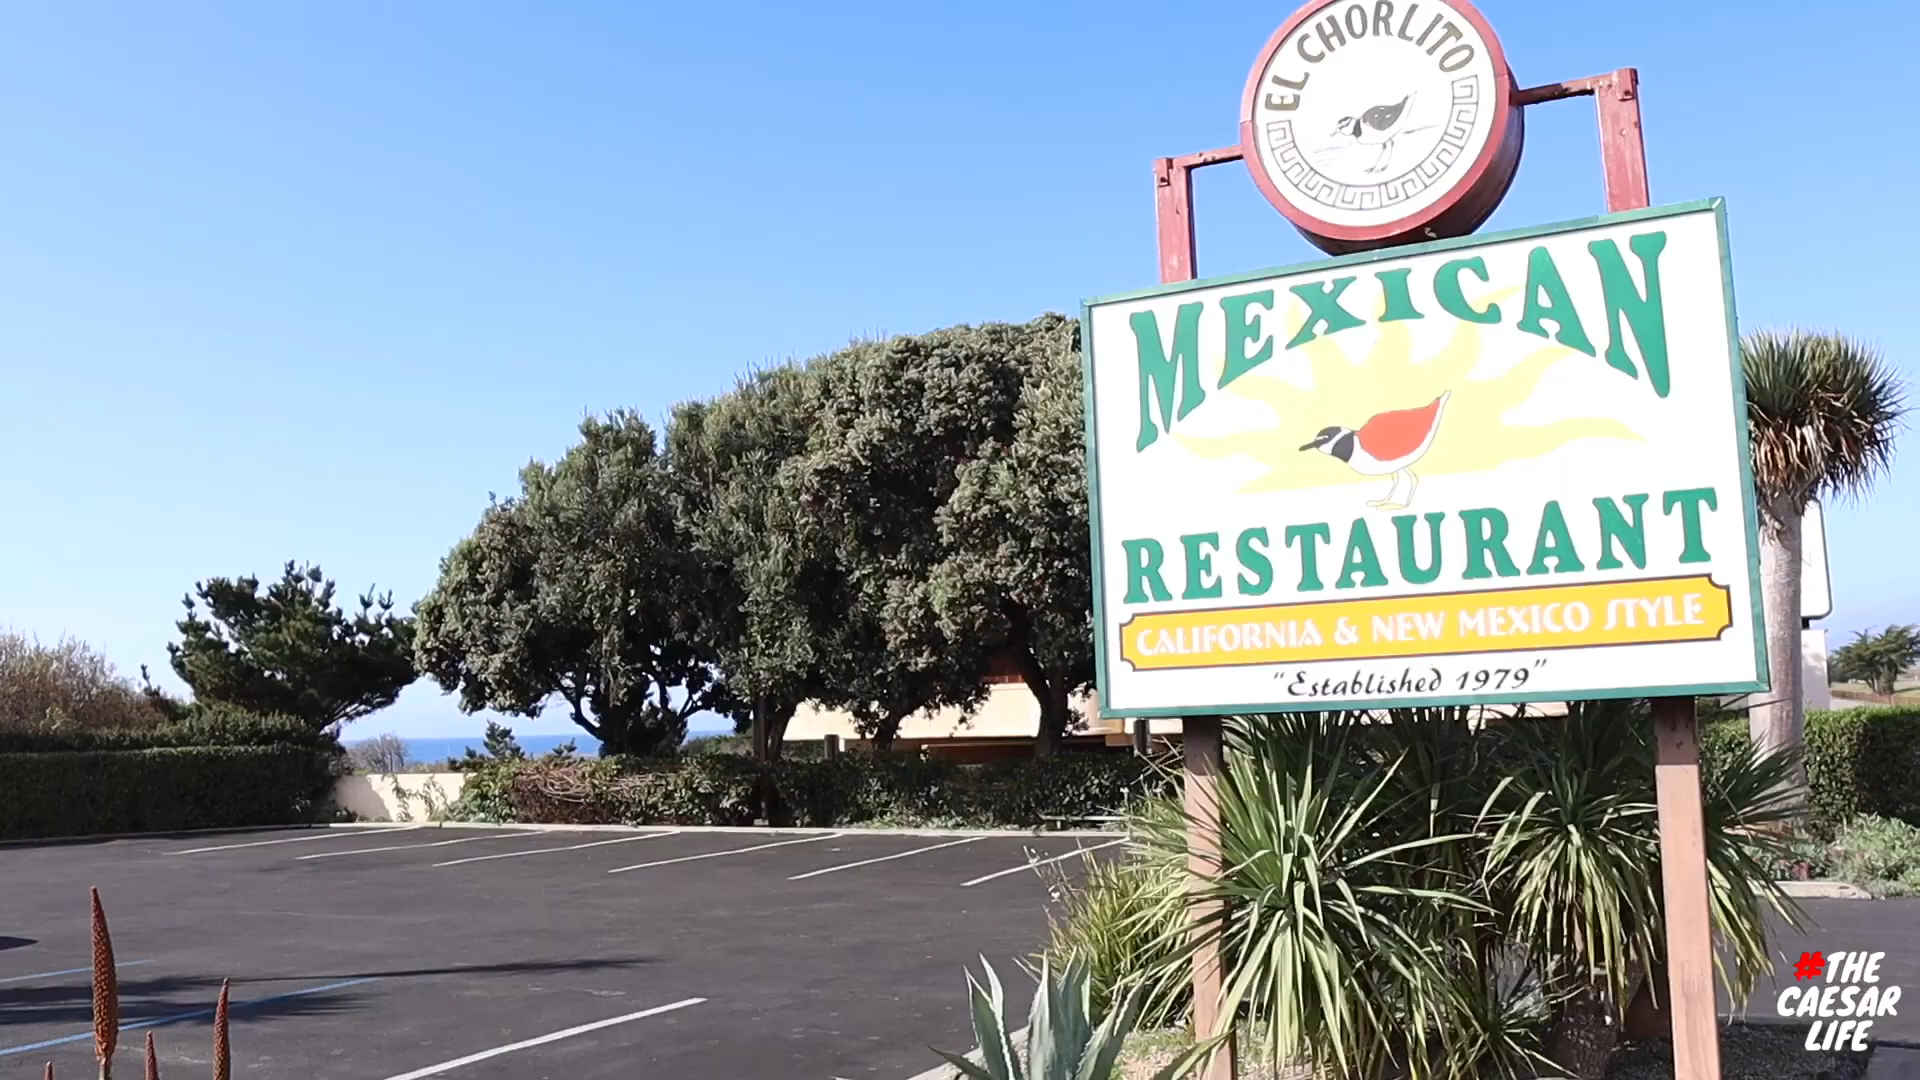 EL CHORLITO
MEXICAN
RESTAURANT
CALIFORNIA & NEW MEXICO STYLE
"Established 1979"
#THE
CAESAR
LIFE